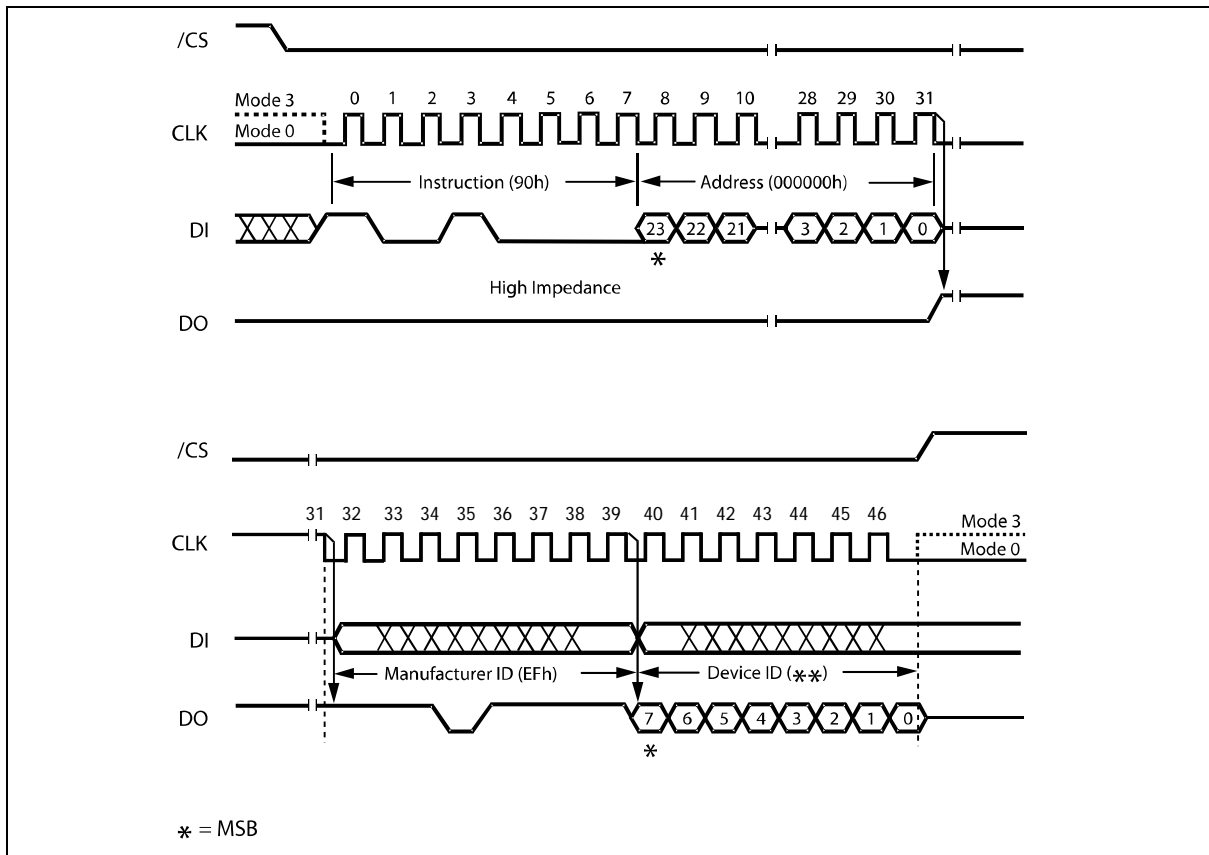 /CS
Mode 3
0 1 2 3 4 5 6 7 8 9 10 28 29 30 31
CLK
Mode 0
Instruction (90h)
Address (000000h)
DI
23 22 21 3 2 1 0
*
High Impedance
DO
/CS
31 32 33 34 35 36 37 38 39 40 41 42 43 44 45 46
Mode 3
CLK
Mode 0
DI
Manufacturer ID (EFh)
Device ID (**)
DO
7 6 5 4 3 2 1 0
*
* = MSB